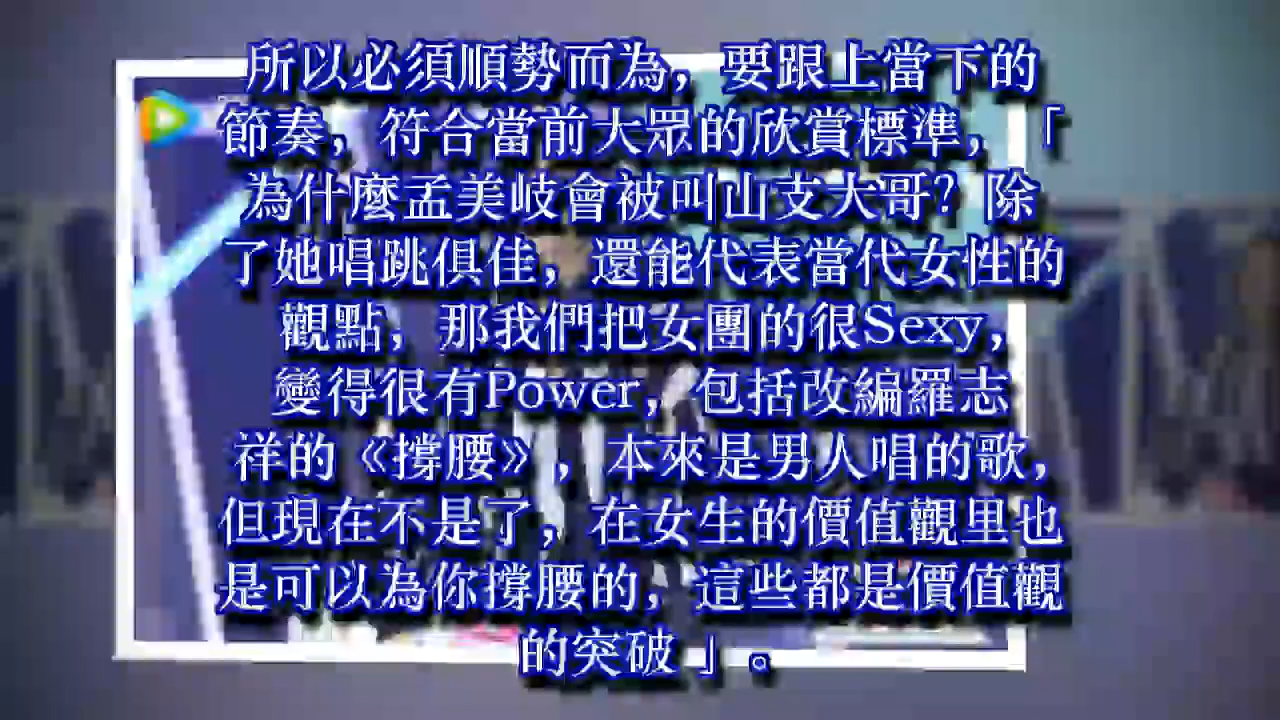 所以必須順勢而為，要跟上當下的
節奏，符合當前大眾的欣賞標準，「
為什麼孟美岐會被叫山支大哥？除
了她唱跳俱佳，還能代表當代女性的
觀點，那我們把女團的很Sexy，
變得很有Power，包括改編羅志
祥的《撐腰》，本來是男人唱的歌，
但現在不是了，在女生的價值觀里也
是可以為你撐腰的，這些都是價值觀
的突破」。